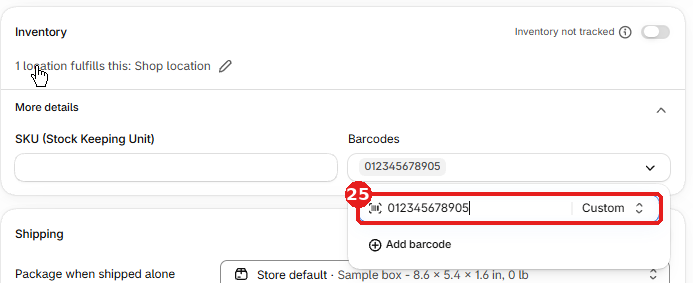 Inventory
Inventory not tracked
1 location fulfills this: Shop location
More details
SKU (Stock Keeping Unit)
Barcodes
012345678905
25
012345678905
Custom
Add barcode
Shipping
Package when shipped alone
Store default · Sample box - 8.6 × 5.4 × 1.6 in, 0 lb